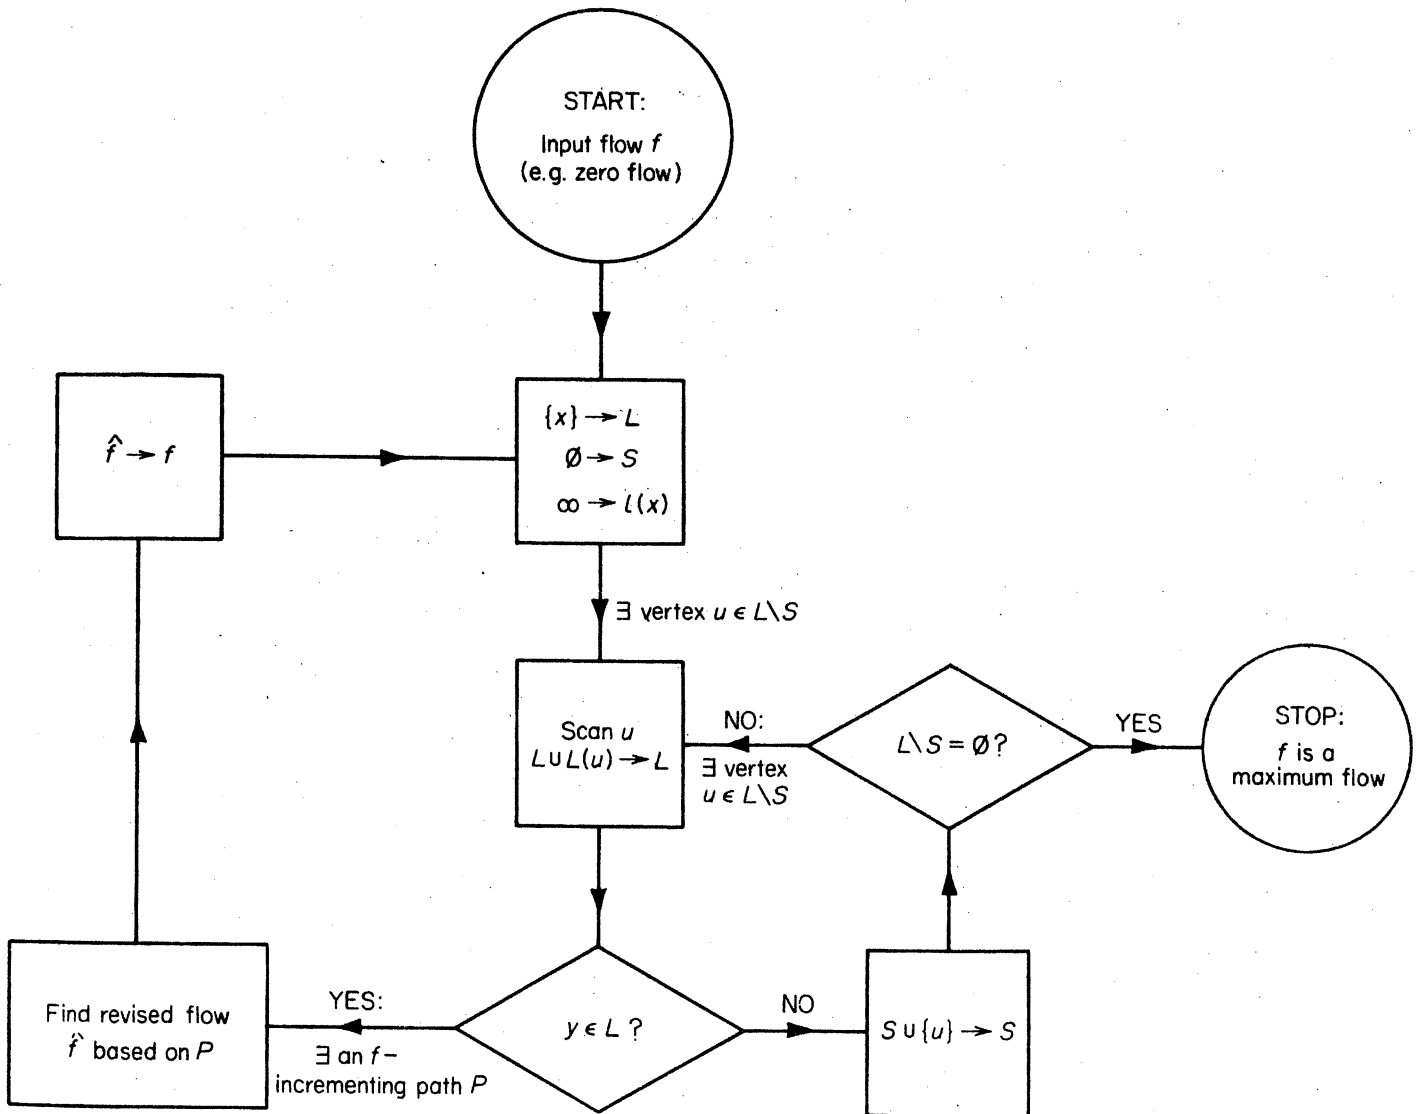 START:
Input flow f
(e.g. zero flow)
f̂ → f
{x} → L
Ø → S
∞ → l(x)
∃ vertex u ϵ L\S
Scan u
L∪L(u) → L
NO:
∃ vertex
u ϵ L\S
L\S = Ø?
YES
STOP:
f is a
maximum flow
Find revised flow
f̂ based on P
YES:
∃ an f–
incrementing path P
y ϵ L ?
NO
S ∪ {u} → S